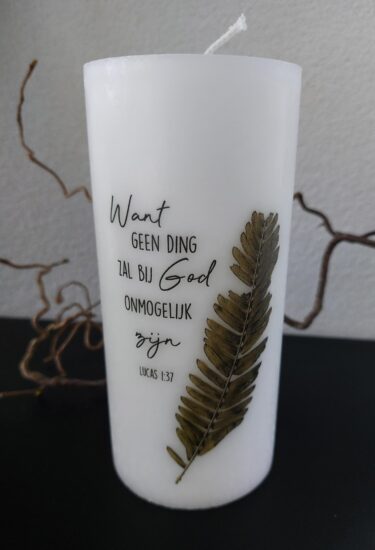 Want
GEEN DING
ZAL BIJ God
ONMOGELIJK
zijn
LUCAS 1:37